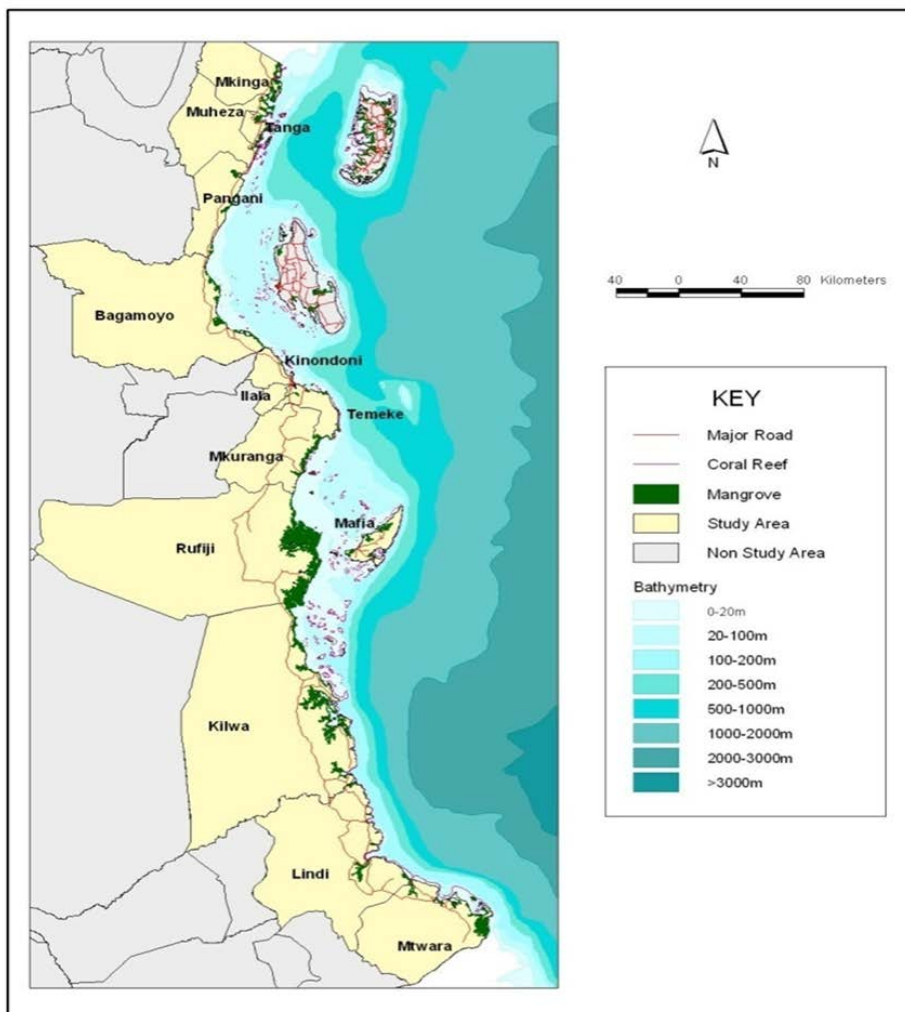 Mkinga
Muheza
Tanga
Pangani
Bagamoyo
Kinondoni
Ilala
Temeke
Mkuranga
Mafia
Rufiji
Kilwa
Lindi
Mtwara
N
40 0 40 80 Kilometers
KEY
Major Road
Coral Reef
Mangrove
Study Area
Non Study Area
Bathymetry
0-20m
20-100m
100-200m
200-500m
500-1000m
1000-2000m
2000-3000m
>3000m